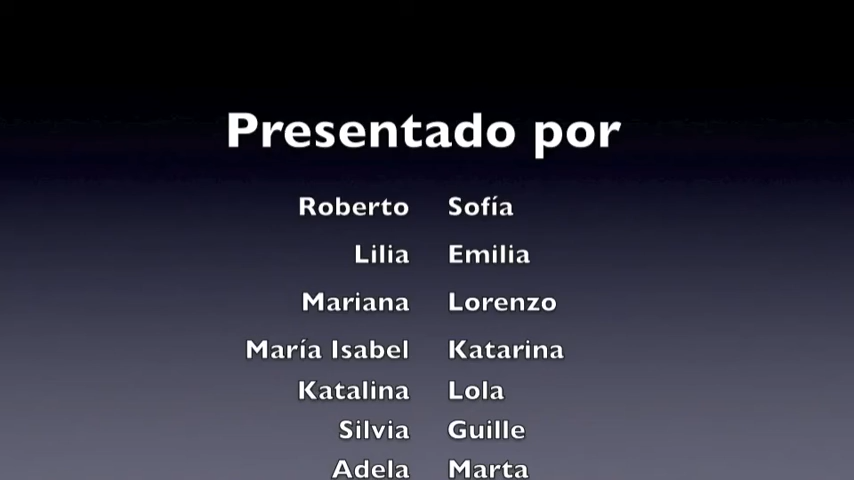 Presentado por
Roberto Sofía
Lilia Emilia
Mariana Lorenzo
María Isabel Katarina
Katalina Lola
Silvia Guille
Adela Marta